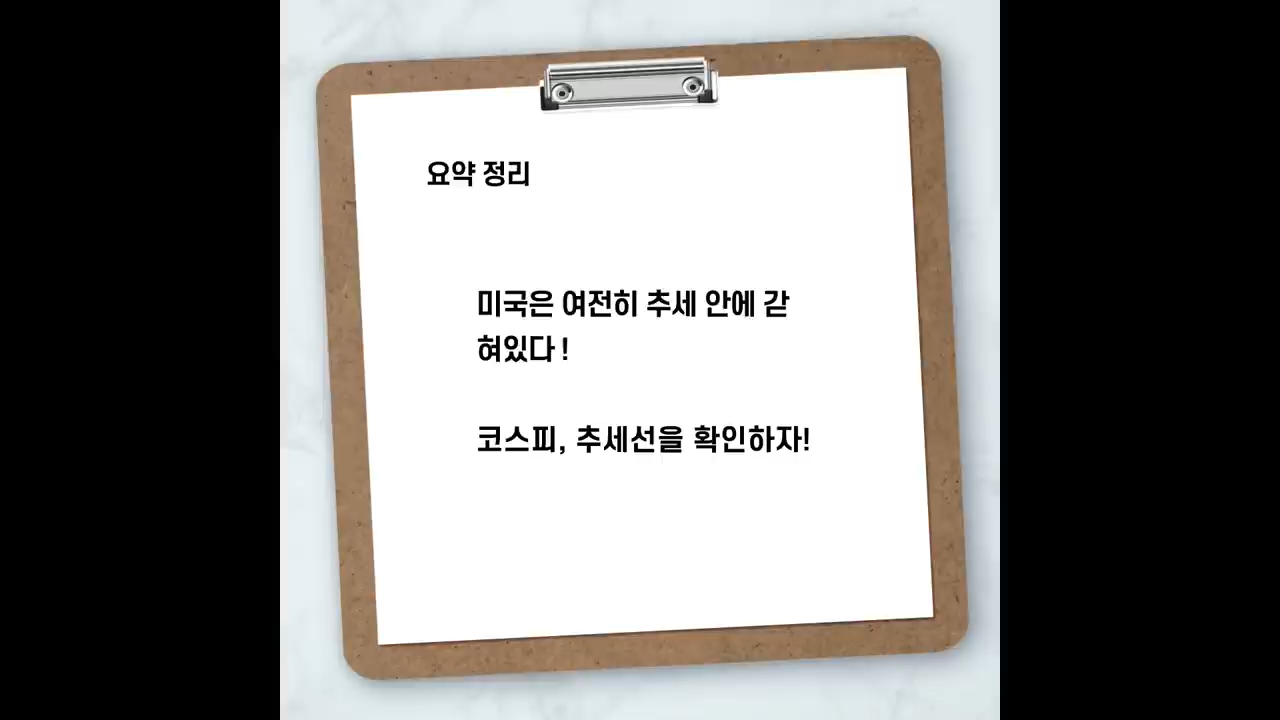 요약 정리
미국은 여전히 추세 안에 갇
혀있다 !
코스피, 추세선을 확인하자!